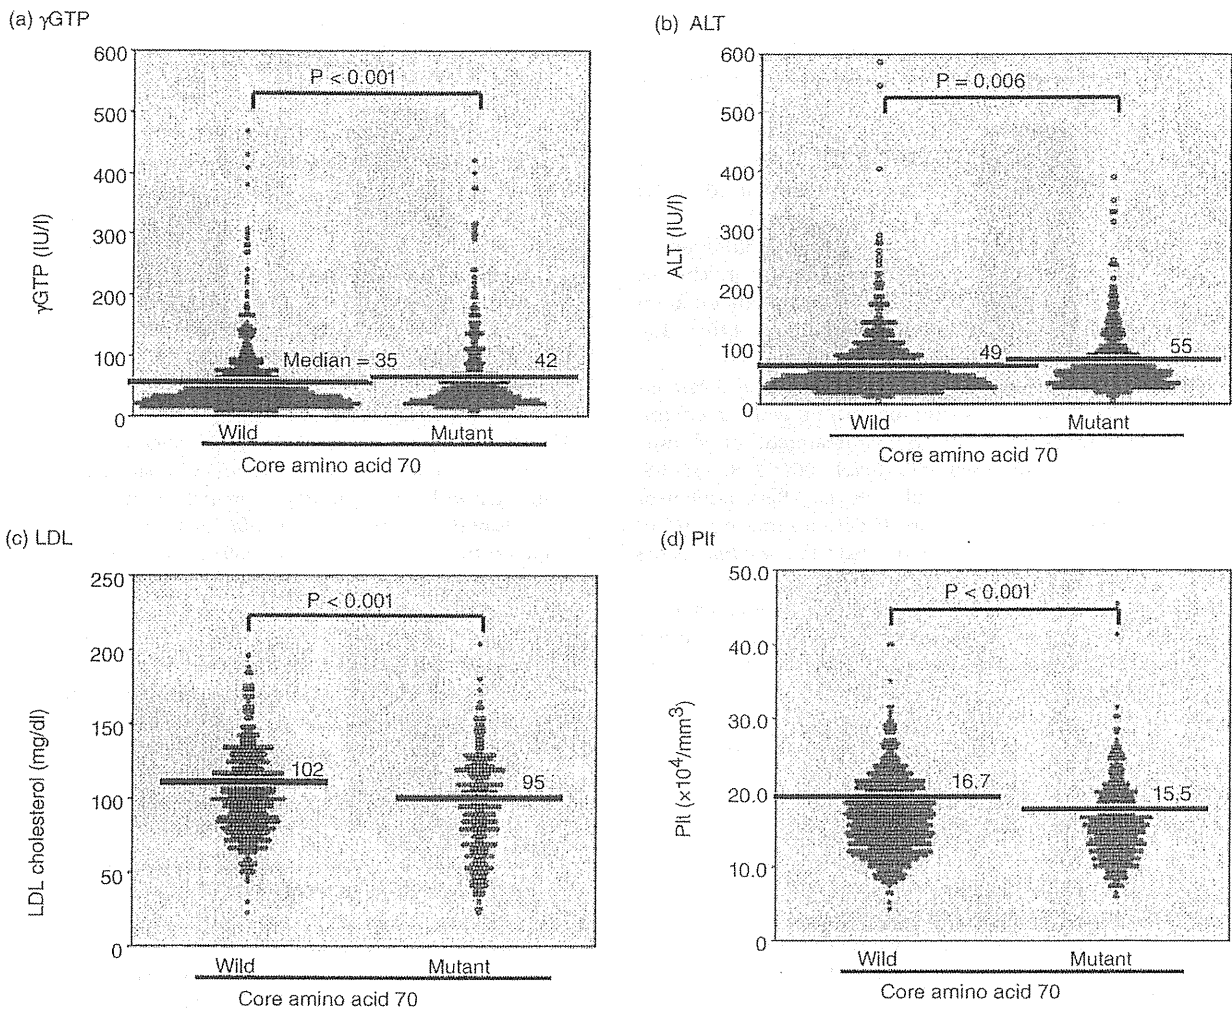 (a) γGTP
600
500
400
300
200
100
0
γGTP (IU/l)
P < 0.001
Median = 35
42
Wild
Mutant
Core amino acid 70
(b) ALT
600
500
400
300
200
100
0
ALT (IU/l)
P = 0.006
49
55
Wild
Mutant
Core amino acid 70
(c) LDL
250
200
150
100
50
0
LDL cholesterol (mg/dl)
P < 0.001
102
95
Wild
Mutant
Core amino acid 70
(d) Plt
50.0
40.0
30.0
20.0
10.0
0
Plt (×10⁴/mm³)
P < 0.001
16.7
15.5
Wild
Mutant
Core amino acid 70